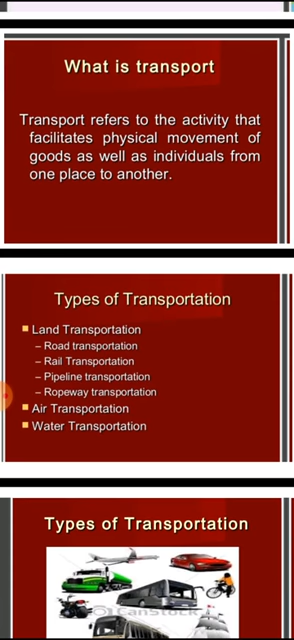 What is transport
Transport refers to the activity that
facilitates physical movement of
goods as well as individuals from
one place to another.
Types of Transportation
Land Transportation
– Road transportation
– Rail Transportation
– Pipeline transportation
– Ropeway transportation
Air Transportation
Water Transportation
Types of Transportation
CanStock